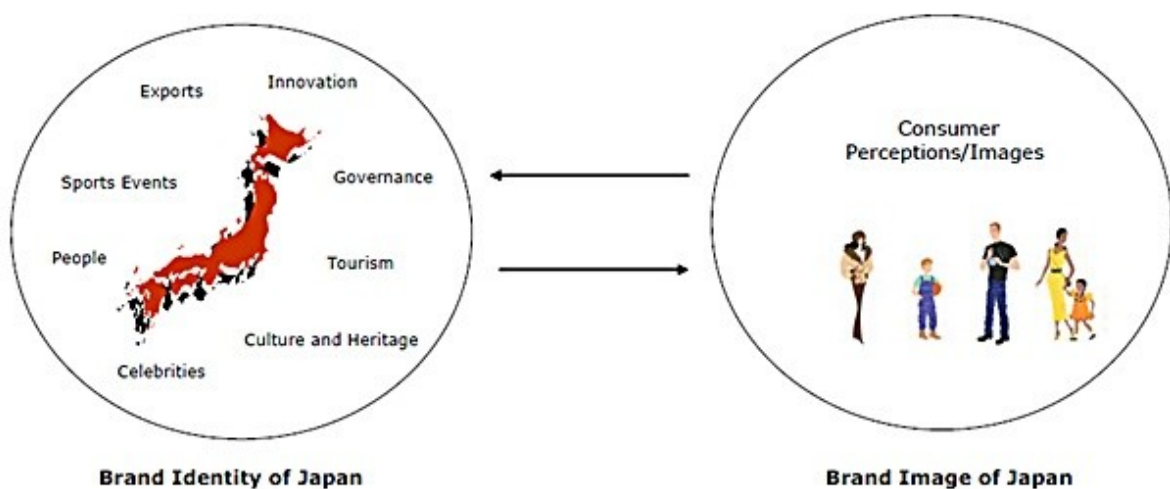 Innovation
Exports
Governance
Sports Events
People
Tourism
Culture and Heritage
Celebrities
Brand Identity of Japan
Consumer
Perceptions/Images
Brand Image of Japan